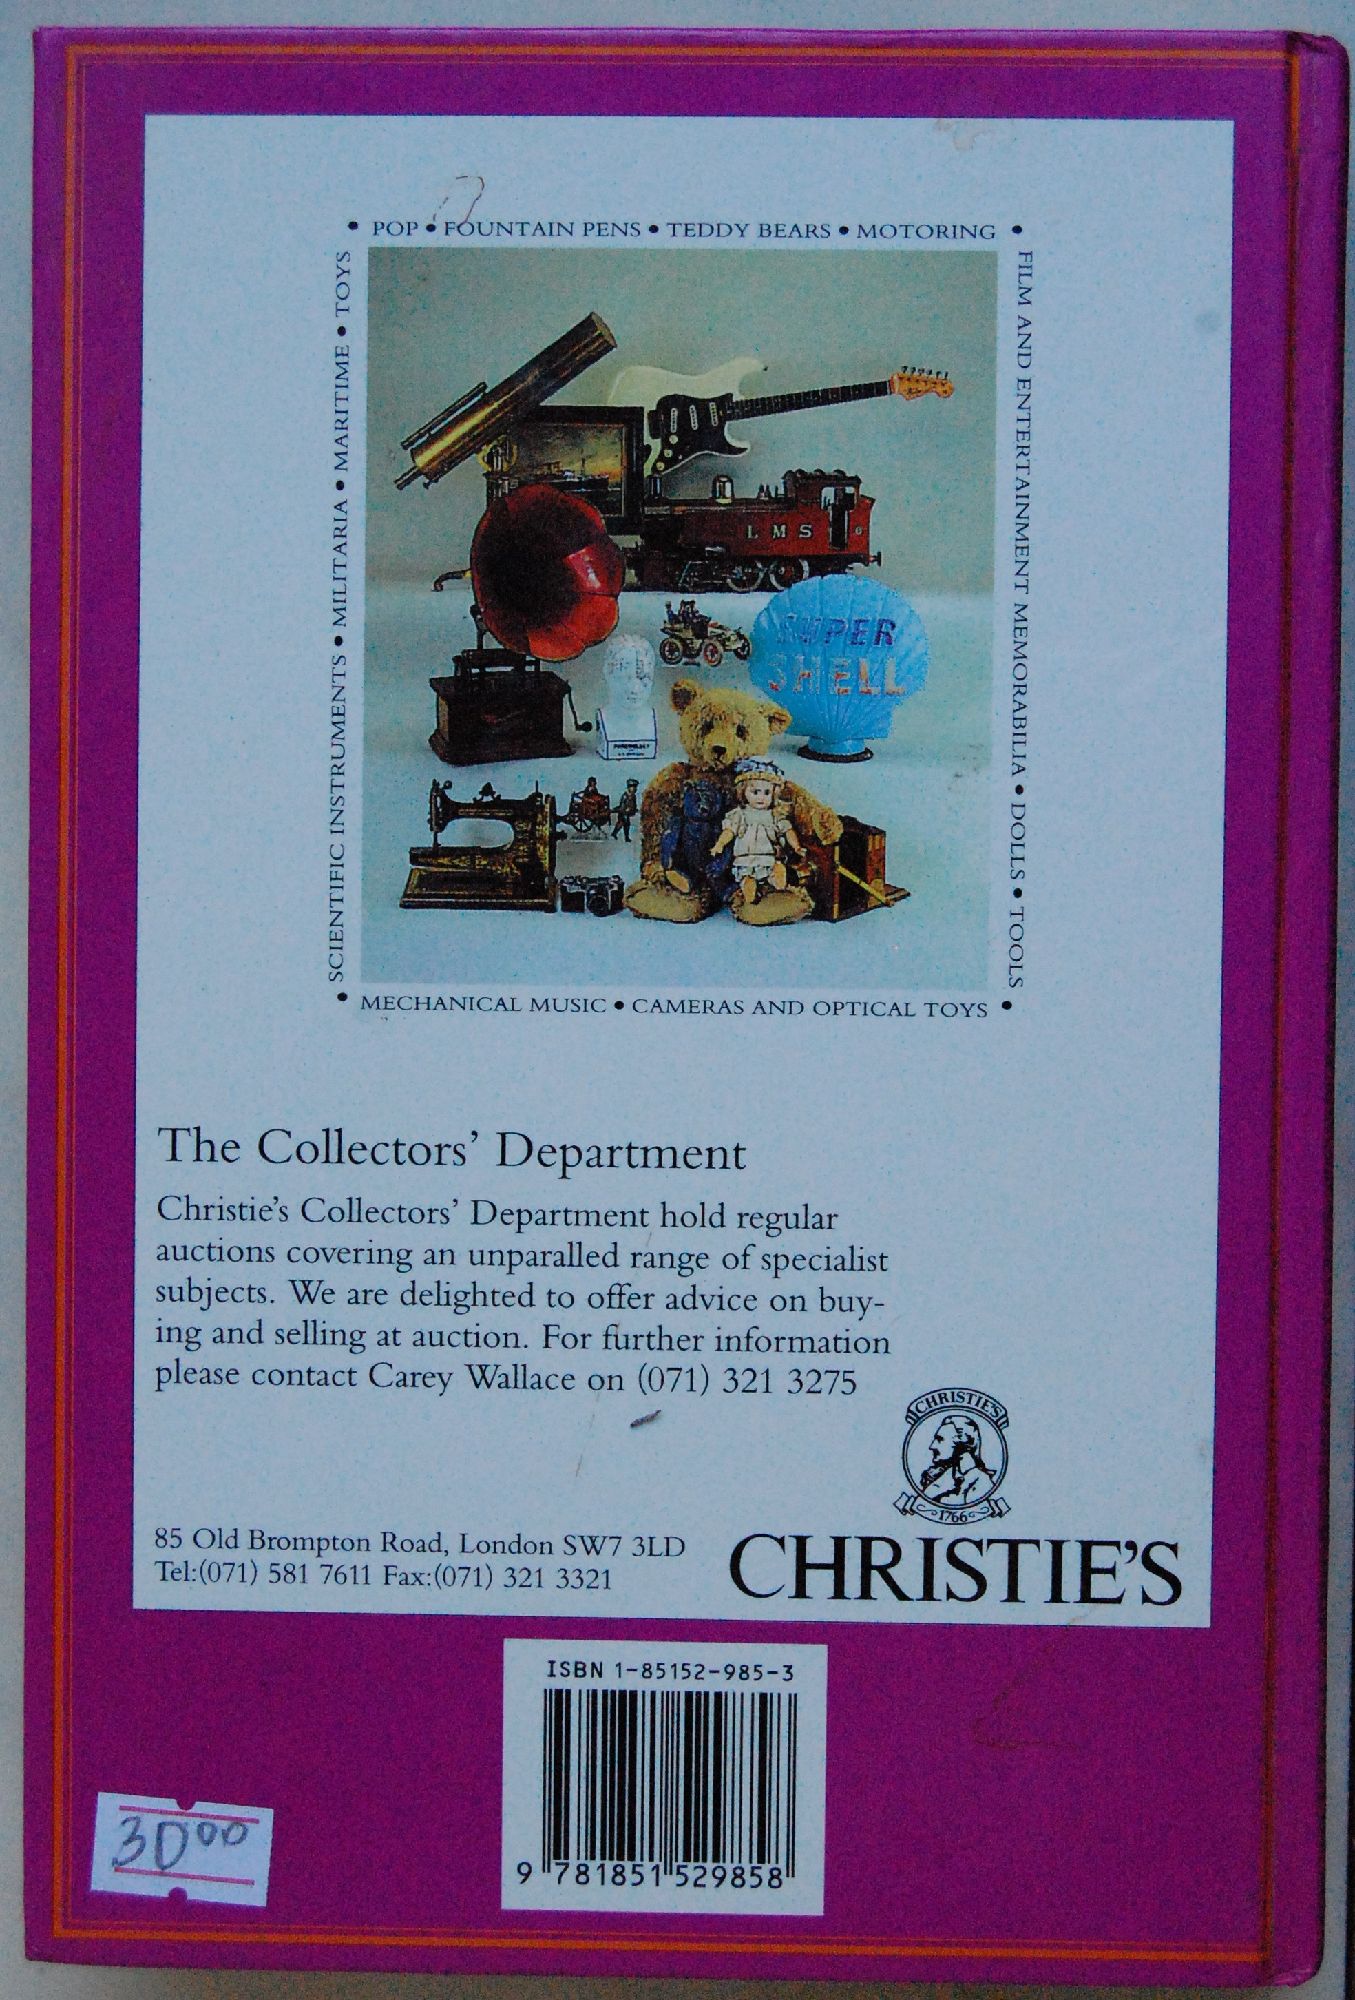 • POP • FOUNTAIN PENS • TEDDY BEARS • MOTORING •
FILM AND ENTERTAINMENT MEMORABILIA • DOLLS • TOOLS
SCIENTIFIC INSTRUMENTS • MILITARIA • MARITIME • TOYS
L M S
6
SUPER
SHELL
PHRENOLOGY
• MECHANICAL MUSIC • CAMERAS AND OPTICAL TOYS •
The Collectors' Department
Christie's Collectors' Department hold regular
auctions covering an unparalled range of specialist
subjects. We are delighted to offer advice on buy-
ing and selling at auction. For further information
please contact Carey Wallace on (071) 321 3275
CHRISTIE'S
1766
85 Old Brompton Road, London SW7 3LD
Tel:(071) 581 7611 Fax:(071) 321 3321
CHRISTIE'S
ISBN 1-85152-985-3
9 781851 529858
30 00